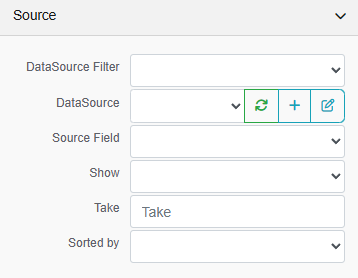 Source
DataSource Filter
DataSource
Source Field
Show
Take Take
Sorted by